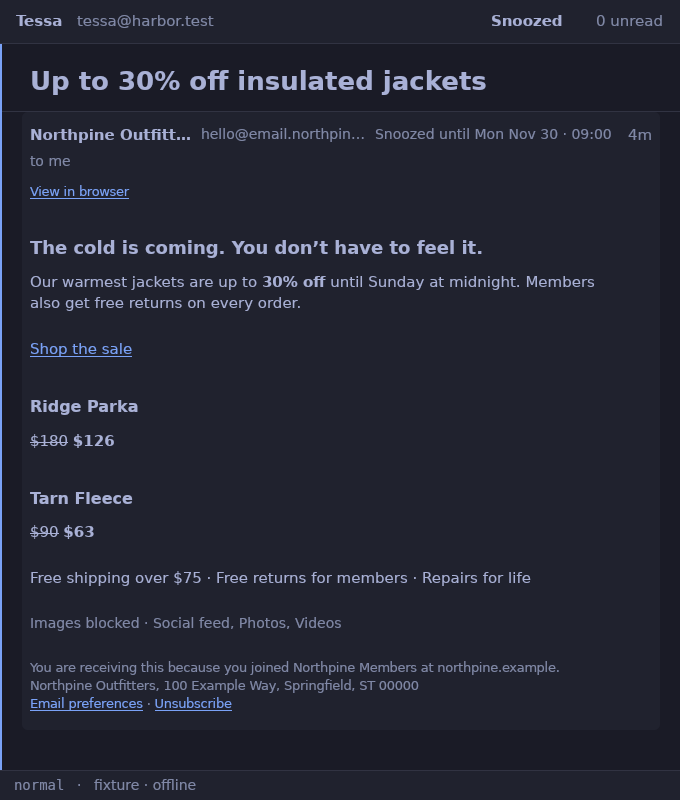 Tessa tessa@harbor.test Snoozed 0 unread
Up to 30% off insulated jackets
Northpine Outfitt… hello@email.northpin… Snoozed until Mon Nov 30 · 09:00 4m
to me
View in browser
The cold is coming. You don’t have to feel it.
Our warmest jackets are up to 30% off until Sunday at midnight. Members
also get free returns on every order.
Shop the sale
Ridge Parka
$180 $126
Tarn Fleece
$90 $63
Free shipping over $75 · Free returns for members · Repairs for life
Images blocked · Social feed, Photos, Videos
You are receiving this because you joined Northpine Members at northpine.example.
Northpine Outfitters, 100 Example Way, Springfield, ST 00000
Email preferences · Unsubscribe
normal · fixture · offline